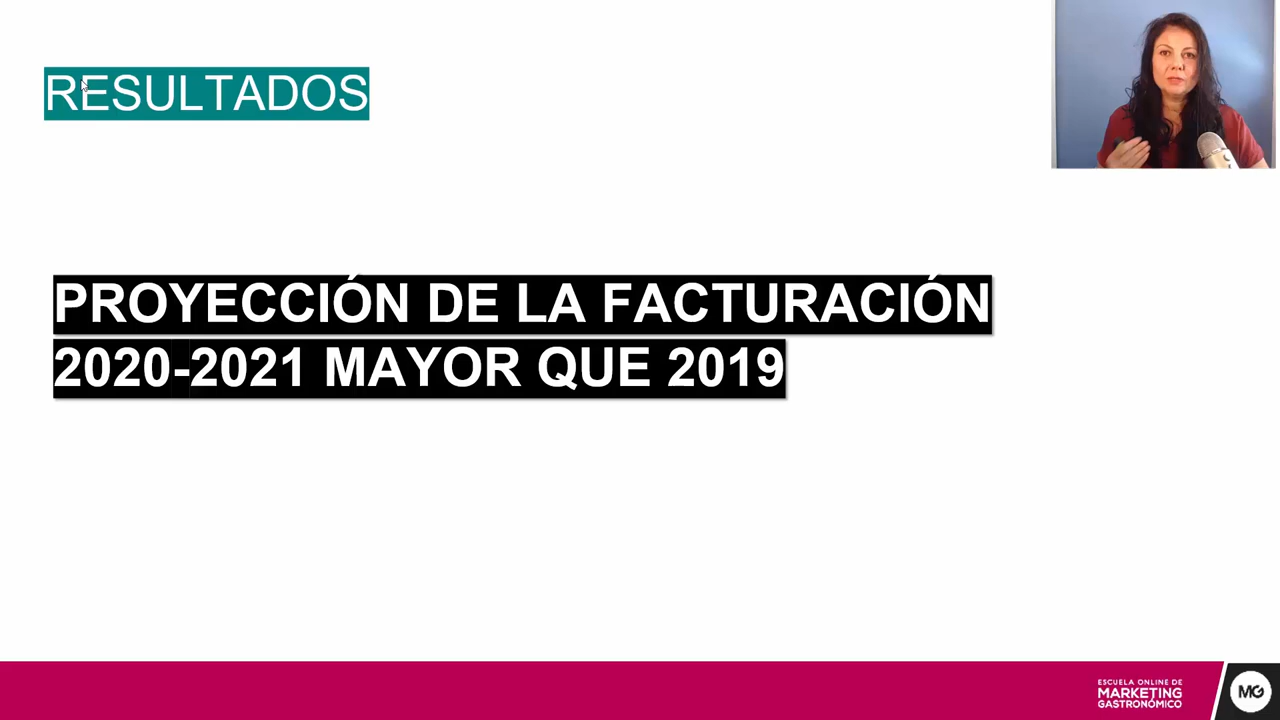 RESULTADOS
PROYECCIÓN DE LA FACTURACIÓN
2020-2021 MAYOR QUE 2019
ESCUELA ONLINE DE
MARKETING
GASTRONÓMICO
MG